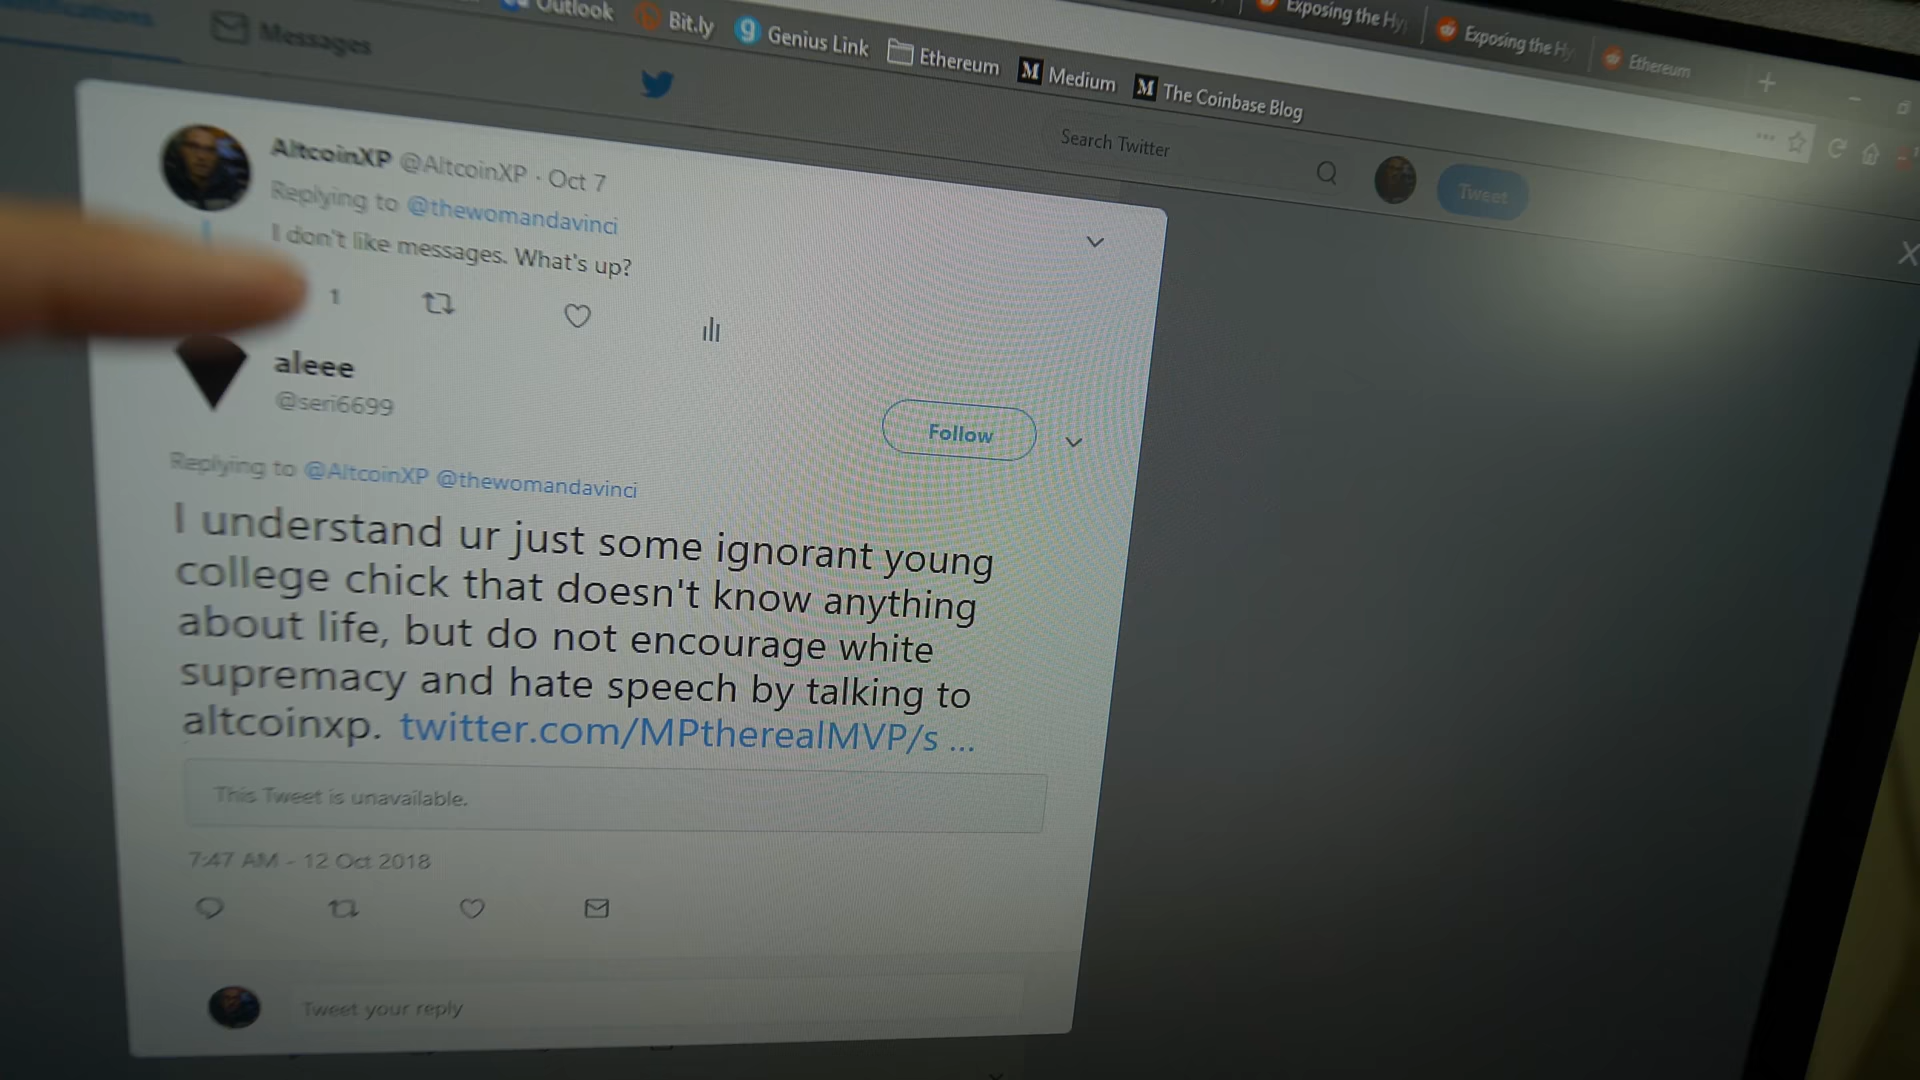 Outlook
Bit.ly
Genius Link
Ethereum
Medium
The Coinbase Blog
Exposing the Hy
Exposing the Hy
Ethereum
Messages
Search Twitter
Tweet
AltcoinXP @AltcoinXP · Oct 7
Replying to @thewomandavinci
I don't like messages. What's up?
1
aleee
@seri6699
Follow
Replying to @AltcoinXP @thewomandavinci
I understand ur just some ignorant young
college chick that doesn't know anything
about life, but do not encourage white
supremacy and hate speech by talking to
altcoinxp. twitter.com/MPtherealMVP/s ...
This Tweet is unavailable.
7:47 AM - 12 Oct 2018
Tweet your reply